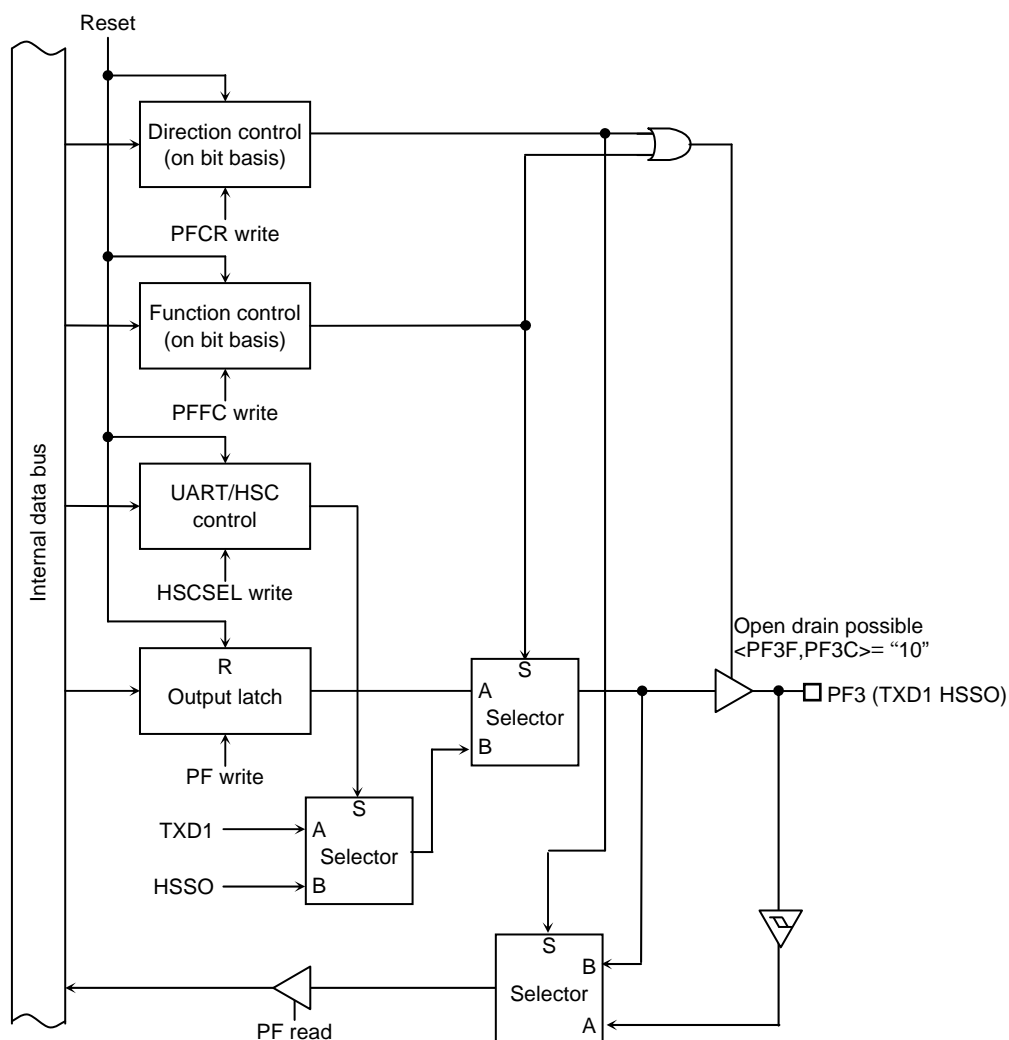 Reset
Direction control
(on bit basis)
PFCR write
Function control
(on bit basis)
PFFC write
Internal data bus
UART/HSC
control
HSCSEL write
Open drain possible
<PF3F,PF3C>= “10”
R
Output latch
PF write
S
A
Selector
B
PF3 (TXD1 HSSO)
S
TXD1
A
Selector
HSSO
B
S
B
Selector
A
PF read